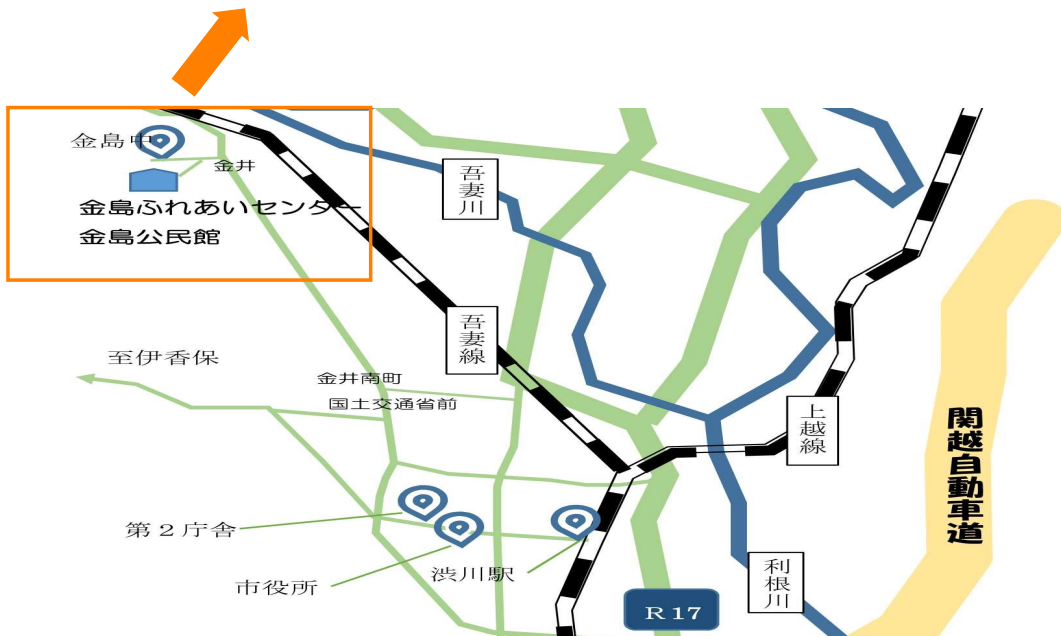 金島中
金井
金島ふれあいセンター
金島公民館
吾妻川
吾妻線
至伊香保
金井南町
国土交通省前
上越線
関越自動車道
第2庁舎
市役所
渋川駅
利根川
R17